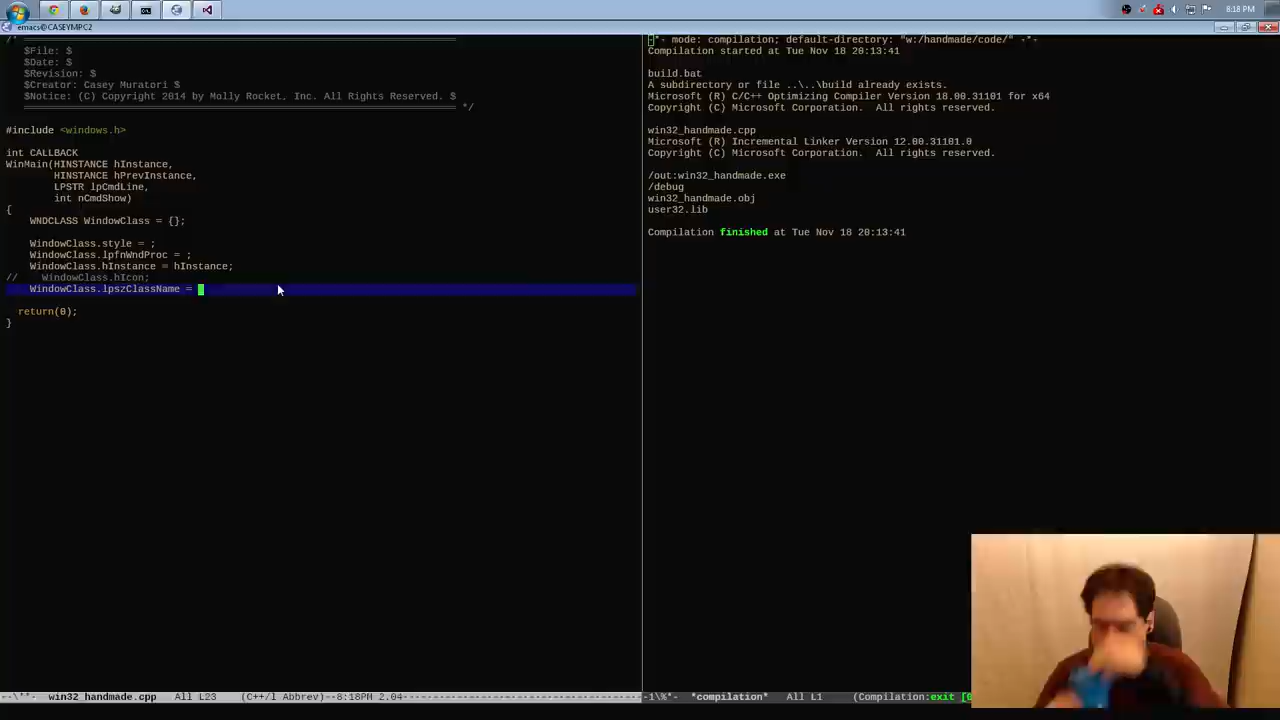 8:18 PM
emacs@CASEYMPC2
/* ========================================================================
$File: $
$Date: $
$Revision: $
$Creator: Casey Muratori $
$Notice: (C) Copyright 2014 by Molly Rocket, Inc. All Rights Reserved. $
======================================================================== */
#include <windows.h>
int CALLBACK
WinMain(HINSTANCE hInstance,
HINSTANCE hPrevInstance,
LPSTR lpCmdLine,
int nCmdShow)
{
WNDCLASS WindowClass = {};
WindowClass.style = ;
WindowClass.lpfnWndProc = ;
WindowClass.hInstance = hInstance;
// WindowClass.hIcon;
WindowClass.lpszClassName =
return(0);
}
--\**- win32_handmade.cpp All L23 (C++/l Abbrev)--8:18PM 2.04
-*- mode: compilation; default-directory: "w:/handmade/code/" -*-
Compilation started at Tue Nov 18 20:13:41
build.bat
A subdirectory or file ..\..\build already exists.
Microsoft (R) C/C++ Optimizing Compiler Version 18.00.31101 for x64
Copyright (C) Microsoft Corporation. All rights reserved.
win32_handmade.cpp
Microsoft (R) Incremental Linker Version 12.00.31101.0
Copyright (C) Microsoft Corporation. All rights reserved.
/out:win32_handmade.exe
/debug
win32_handmade.obj
user32.lib
Compilation finished at Tue Nov 18 20:13:41
-1\%*- *compilation* All L1 (Compilation:exit [0